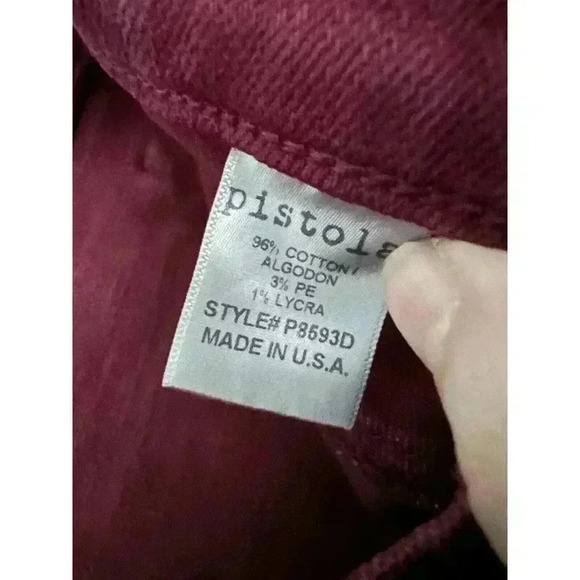 pistola
96% COTTON/
ALGODON
3% PE
1% LYCRA
STYLE# P8593D
MADE IN U.S.A.